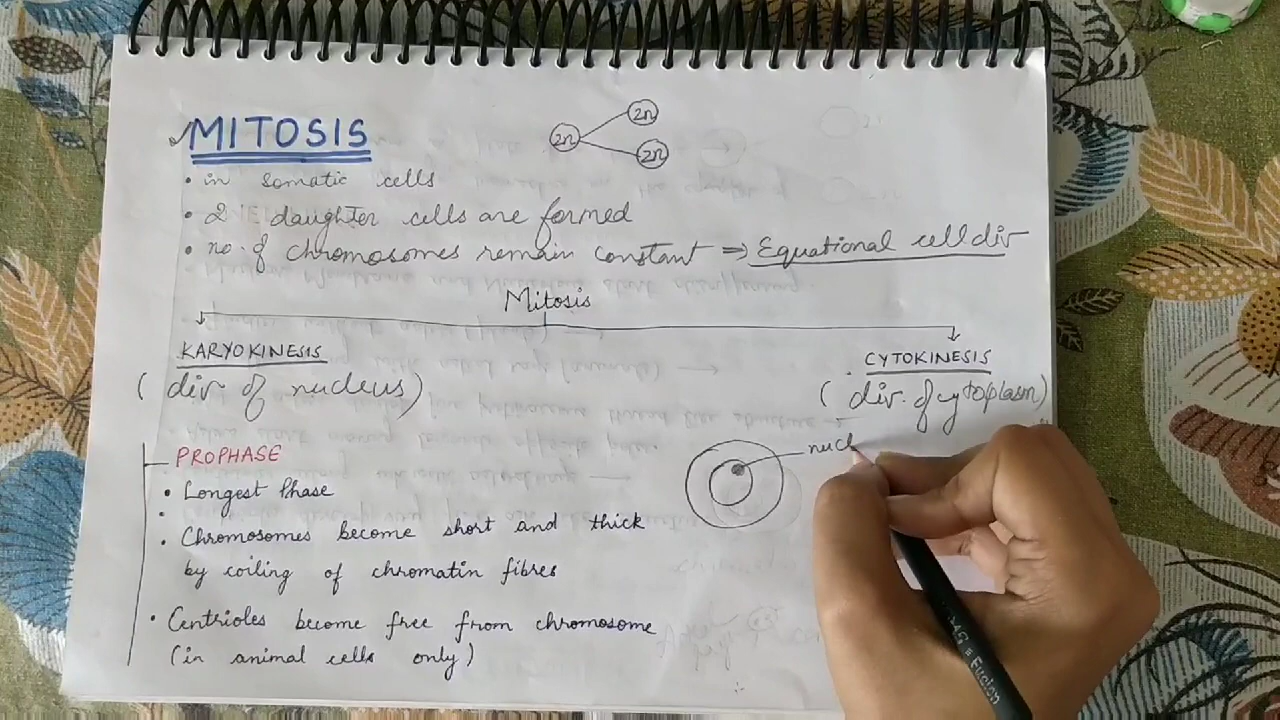 MITOSIS
2n
2n
2n
• in somatic cells
• 2 daughter cells are formed
• no. of chromosomes remain constant ⇒ Equational cell div
Mitosis
KARYOKINESIS
(div of nucleus)
CYTOKINESIS
(div. of cytoplasm)
PROPHASE
• Longest Phase
• Chromosomes become short and thick
by coiling of chromatin fibres
• Centrioles become free from chromosome
(in animal cells only)
nucl